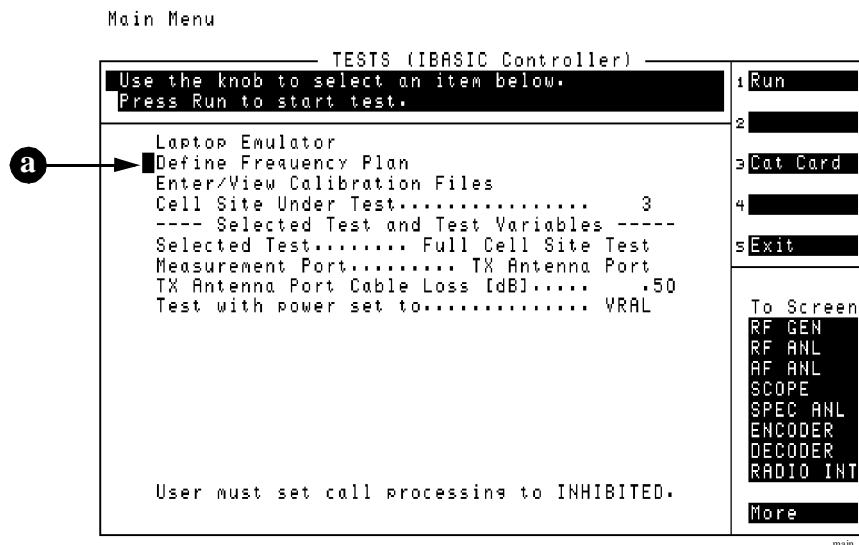 Main Menu
TESTS (IBASIC Controller)
Use the knob to select an item below.
Press Run to start test.
a
Laptop Emulator
Define Frequency Plan
Enter/View Calibration Files
Cell Site Under Test................ 3
---- Selected Test and Test Variables -----
Selected Test........ Full Cell Site Test
Measurement Port......... TX Antenna Port
TX Antenna Port Cable Loss [dB]..... .50
Test with power set to.............. VRAL
User must set call processing to INHIBITED.
1 Run
2
3 Cat Card
4
5 Exit
To Screen
RF GEN
RF ANL
AF ANL
SCOPE
SPEC ANL
ENCODER
DECODER
RADIO INT
More
main